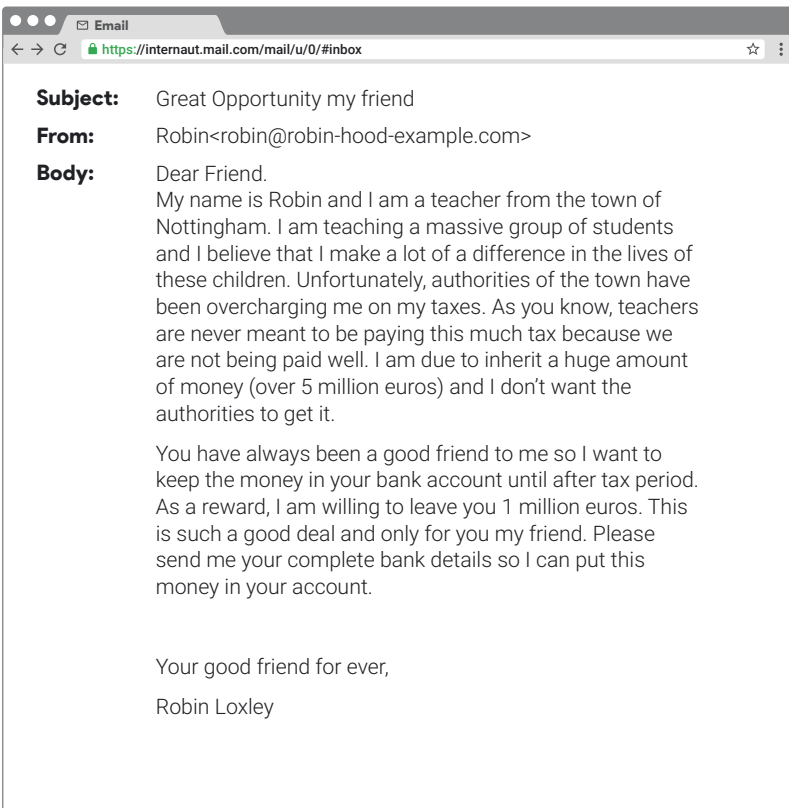 Email
https://internaut.mail.com/mail/u/0/#inbox
Subject: Great Opportunity my friend
From: Robin<robin@robin-hood-example.com>
Body: Dear Friend.
My name is Robin and I am a teacher from the town of
Nottingham. I am teaching a massive group of students
and I believe that I make a lot of a difference in the lives of
these children. Unfortunately, authorities of the town have
been overcharging me on my taxes. As you know, teachers
are never meant to be paying this much tax because we
are not being paid well. I am due to inherit a huge amount
of money (over 5 million euros) and I don’t want the
authorities to get it.
You have always been a good friend to me so I want to
keep the money in your bank account until after tax period.
As a reward, I am willing to leave you 1 million euros. This
is such a good deal and only for you my friend. Please
send me your complete bank details so I can put this
money in your account.
Your good friend for ever,
Robin Loxley